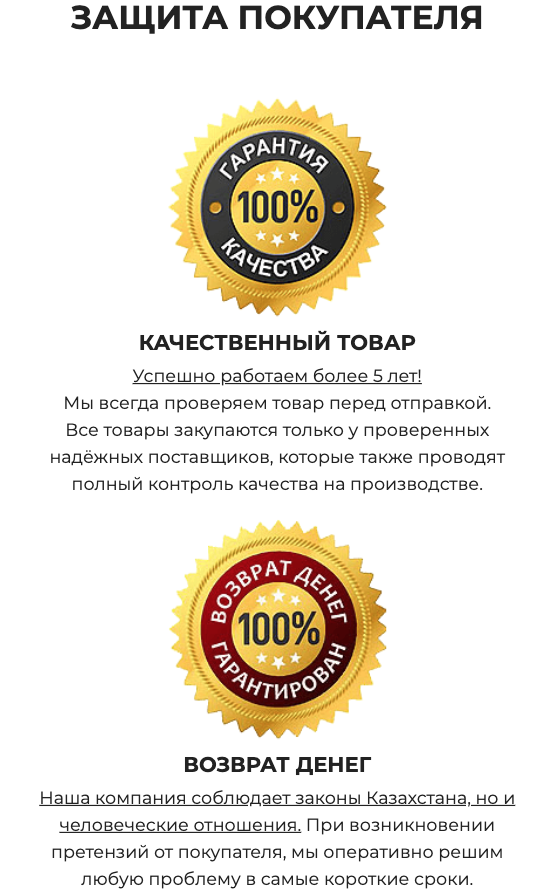 ЗАЩИТА ПОКУПАТЕЛЯ
ГАРАНТИЯ
100%
КАЧЕСТВА
КАЧЕСТВЕННЫЙ ТОВАР
Успешно работаем более 5 лет!
Мы всегда проверяем товар перед отправкой.
Все товары закупаются только у проверенных
надёжных поставщиков, которые также проводят
полный контроль качества на производстве.
ВОЗВРАТ ДЕНЕГ
100%
ГАРАНТИРОВАН
ВОЗВРАТ ДЕНЕГ
Наша компания соблюдает законы Казахстана, но и
человеческие отношения. При возникновении
претензий от покупателя, мы оперативно решим
любую проблему в самые короткие сроки.